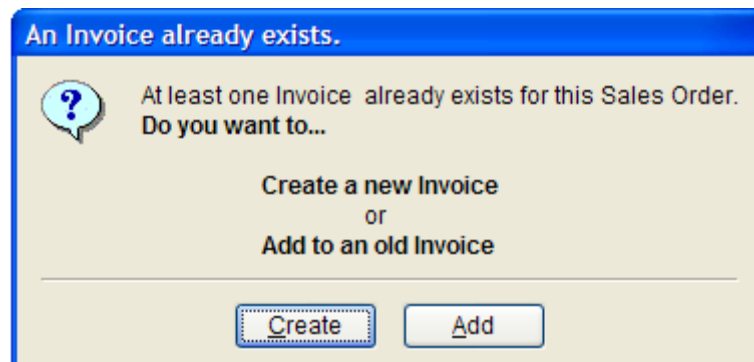 An Invoice already exists.
At least one Invoice  already exists for this Sales Order.
Do you want to...
Create a new Invoice
or
Add to an old Invoice
Create Add